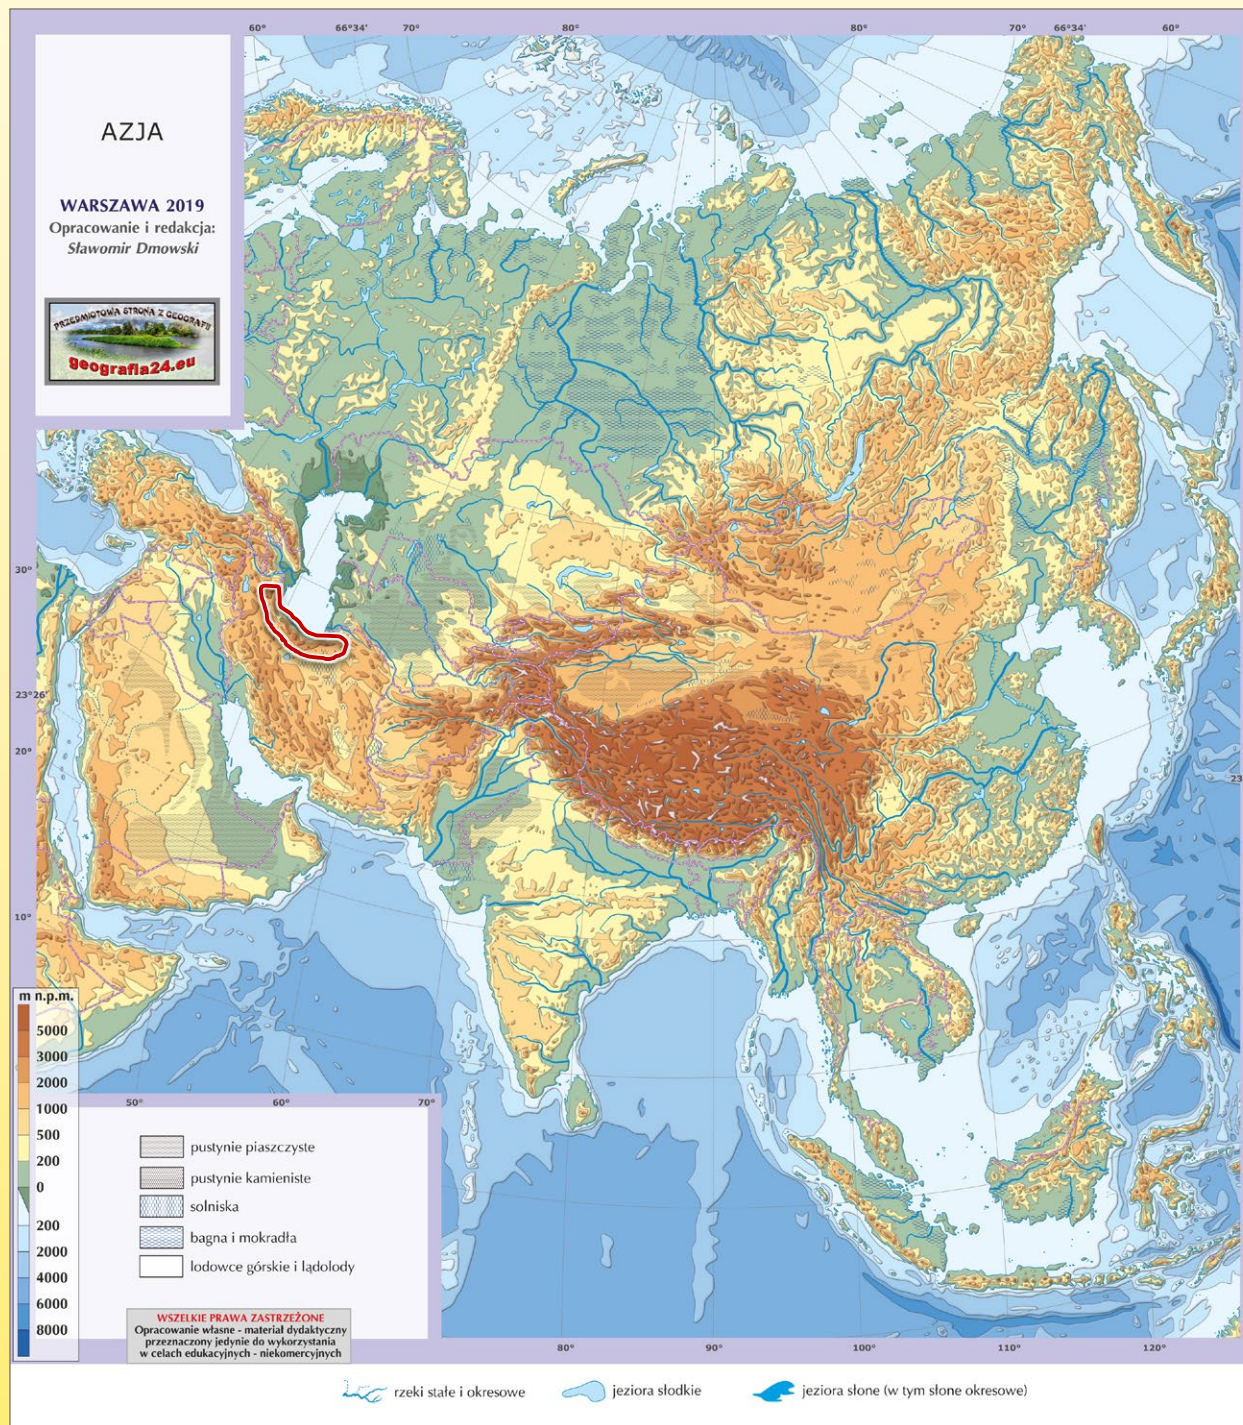 60° 66°34' 70° 80° 80° 70° 66°34' 60°
AZJA
WARSZAWA 2019
Opracowanie i redakcja:
Sławomir Dmowski
PRZEDMIOTOWA STRONA Z GEOGRAFII
geografia24.eu
30°
23°26'
20°
23
10°
m n.p.m.
5000
3000
2000
1000
500
200
0
200
2000
4000
6000
8000
50° 60° 70°
pustynie piaszczyste
pustynie kamieniste
solniska
bagna i mokradła
lodowce górskie i lądolody
WSZELKIE PRAWA ZASTRZEŻONE
Opracowanie własne - materiał dydaktyczny
przeznaczony jedynie do wykorzystania
w celach edukacyjnych - niekomercyjnych
80° 90° 100° 110° 120°
rzeki stałe i okresowe
jeziora słodkie
jeziora słone (w tym słone okresowe)